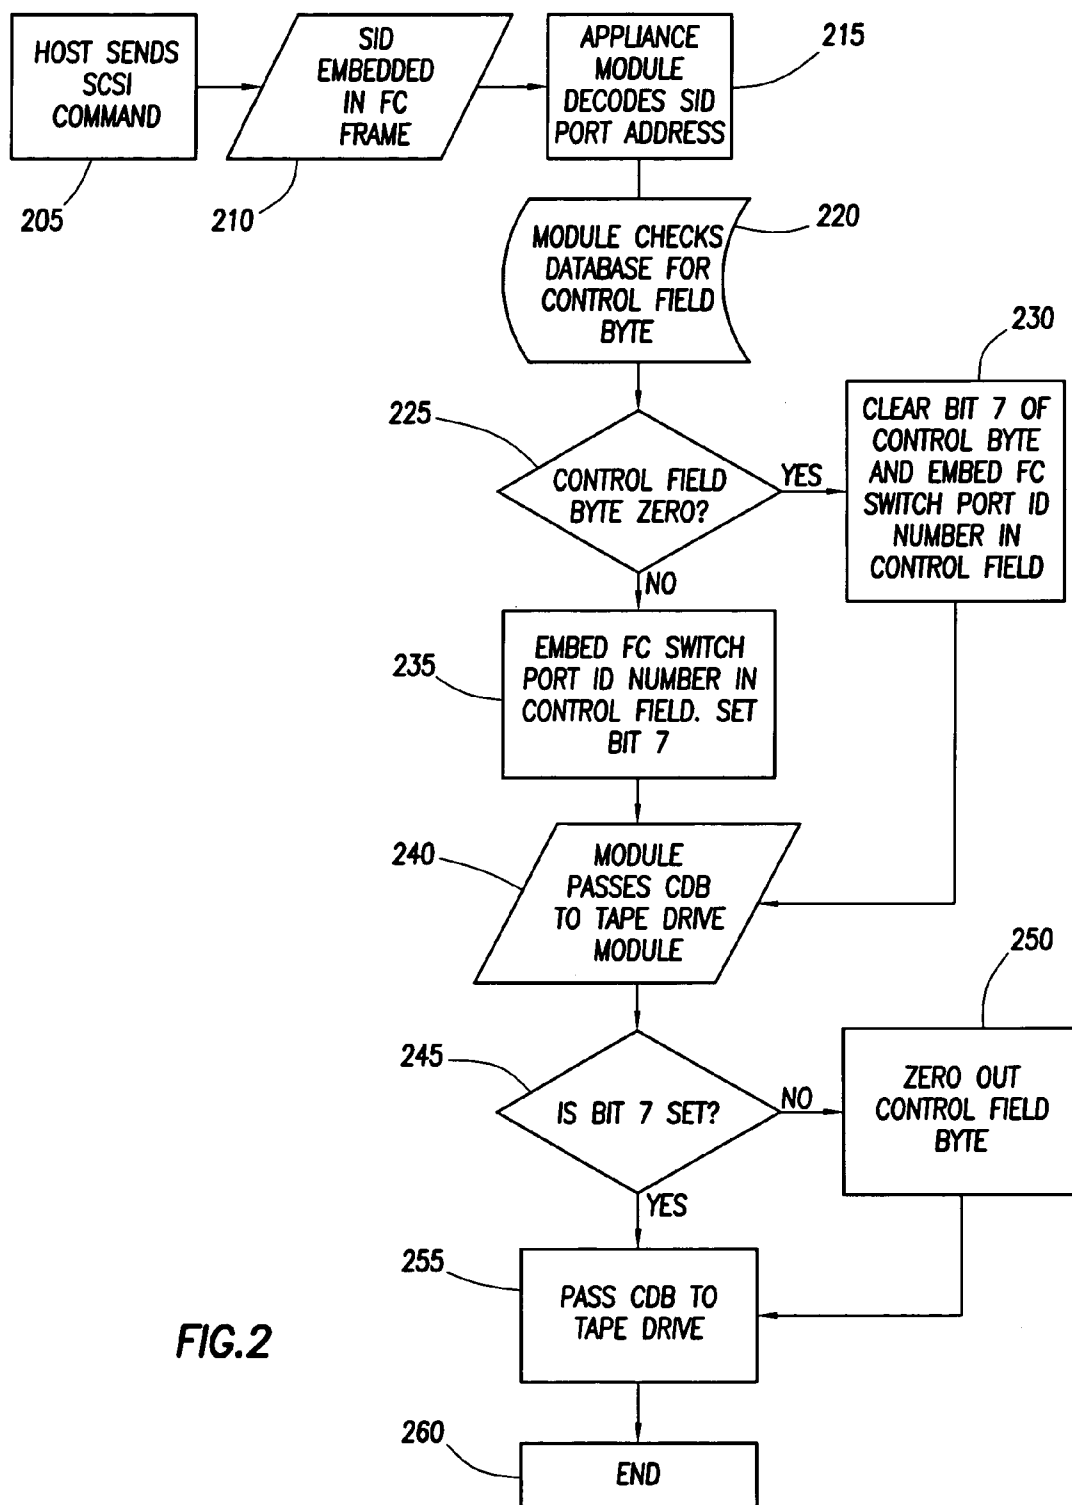 HOST SENDS
SCSI
COMMAND
205
SID
EMBEDDED
IN FC
FRAME
210
APPLIANCE
MODULE
DECODES SID
PORT ADDRESS
215
MODULE CHECKS
DATABASE FOR
CONTROL FIELD
BYTE
220
CONTROL FIELD
BYTE ZERO?
225
YES
NO
CLEAR BIT 7 OF
CONTROL BYTE
AND EMBED FC
SWITCH PORT ID
NUMBER IN
CONTROL FIELD
230
EMBED FC SWITCH
PORT ID NUMBER IN
CONTROL FIELD. SET
BIT 7
235
MODULE
PASSES CDB
TO TAPE DRIVE
MODULE
240
IS BIT 7 SET?
245
NO
YES
ZERO OUT
CONTROL FIELD
BYTE
250
PASS CDB TO
TAPE DRIVE
255
END
260
FIG.2